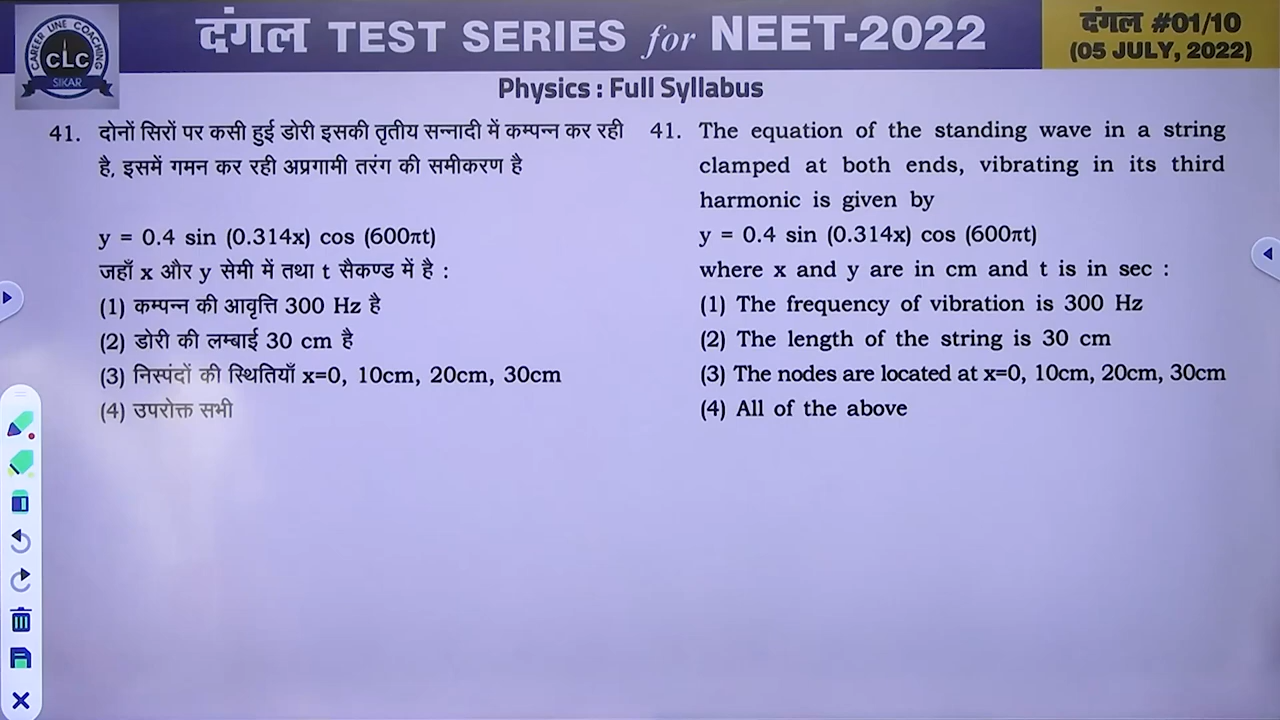 CAREER LINE COACHING
CLC
SIKAR
दंगल TEST SERIES for NEET-2022
दंगल #01/10
(05 JULY, 2022)
Physics : Full Syllabus
41. दोनों सिरों पर कसी हुई डोरी इसकी तृतीय सन्नादी में कम्पन्न कर रही
है, इसमें गमन कर रही अप्रगामी तरंग की समीकरण है
y = 0.4 sin (0.314x) cos (600πt)
जहाँ x और y सेमी में तथा t सैकण्ड में है :
(1) कम्पन्न की आवृत्ति 300 Hz है
(2) डोरी की लम्बाई 30 cm है
(3) निस्पंदों की स्थितियाँ x=0, 10cm, 20cm, 30cm
(4) उपरोक्त सभी
41. The equation of the standing wave in a string
clamped at both ends, vibrating in its third
harmonic is given by
y = 0.4 sin (0.314x) cos (600πt)
where x and y are in cm and t is in sec :
(1) The frequency of vibration is 300 Hz
(2) The length of the string is 30 cm
(3) The nodes are located at x=0, 10cm, 20cm, 30cm
(4) All of the above